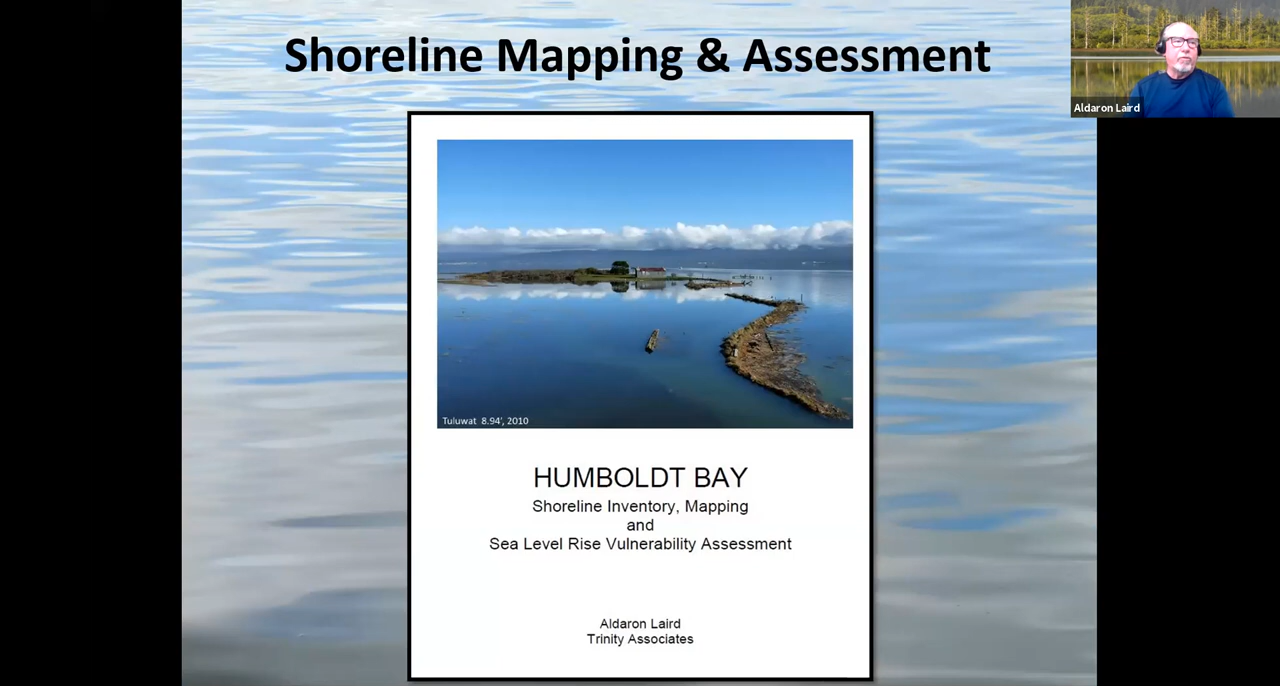 Shoreline Mapping & Assessment
Aldaron Laird
Tuluwat 8.94', 2010
HUMBOLDT BAY
Shoreline Inventory, Mapping
and
Sea Level Rise Vulnerability Assessment
Aldaron Laird
Trinity Associates